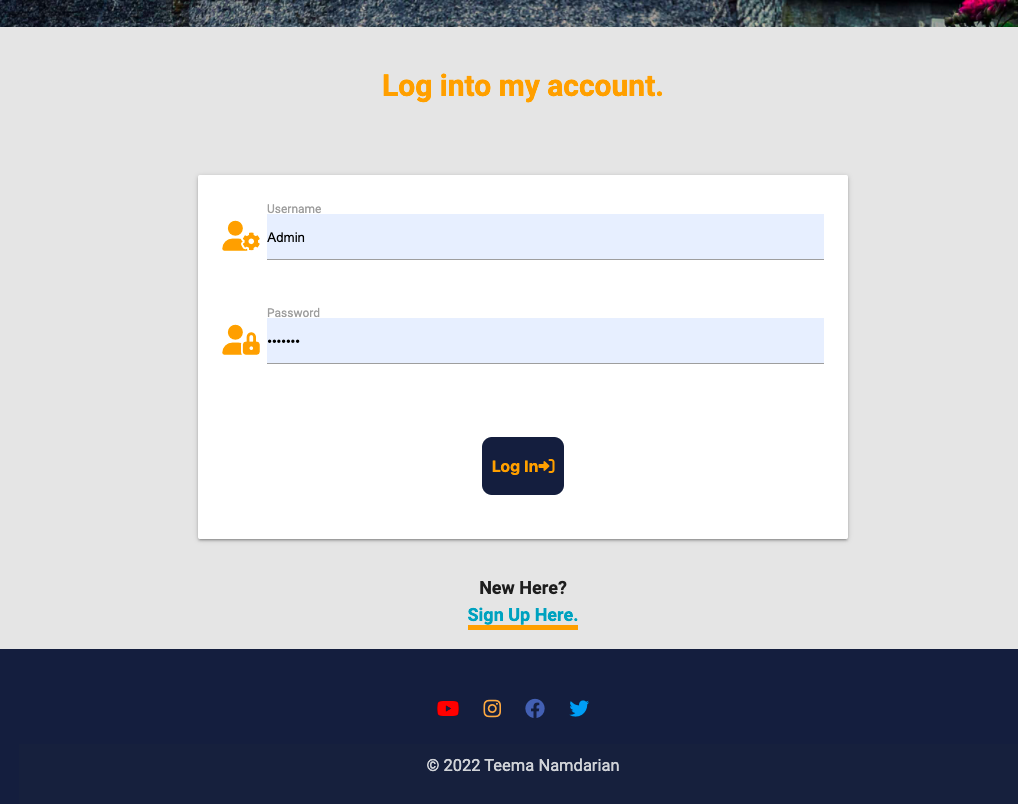 Log into my account.
Username
Admin
Password
•••••••
Log In
New Here?
Sign Up Here.
© 2022 Teema Namdarian